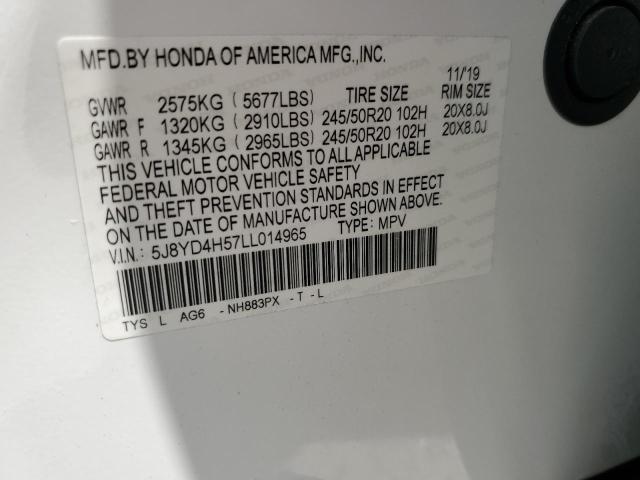 MFD.BY HONDA OF AMERICA MFG.,INC.
11/'19
GVWR 2575KG ( 5677LBS) TIRE SIZE RIM SIZE
GAWR F 1320KG ( 2910LBS) 245/50R20 102H 20X8.0J
GAWR R 1345KG ( 2965LBS) 245/50R20 102H 20X8.0J
THIS VEHICLE CONFORMS TO ALL APPLICABLE
FEDERAL MOTOR VEHICLE SAFETY
AND THEFT PREVENTION STANDARDS IN EFFECT
ON THE DATE OF MANUFACTURE SHOWN ABOVE.
V.I.N.: 5J8YD4H57LL014965 TYPE: MPV
TYS L AG6 -NH883PX -T -L